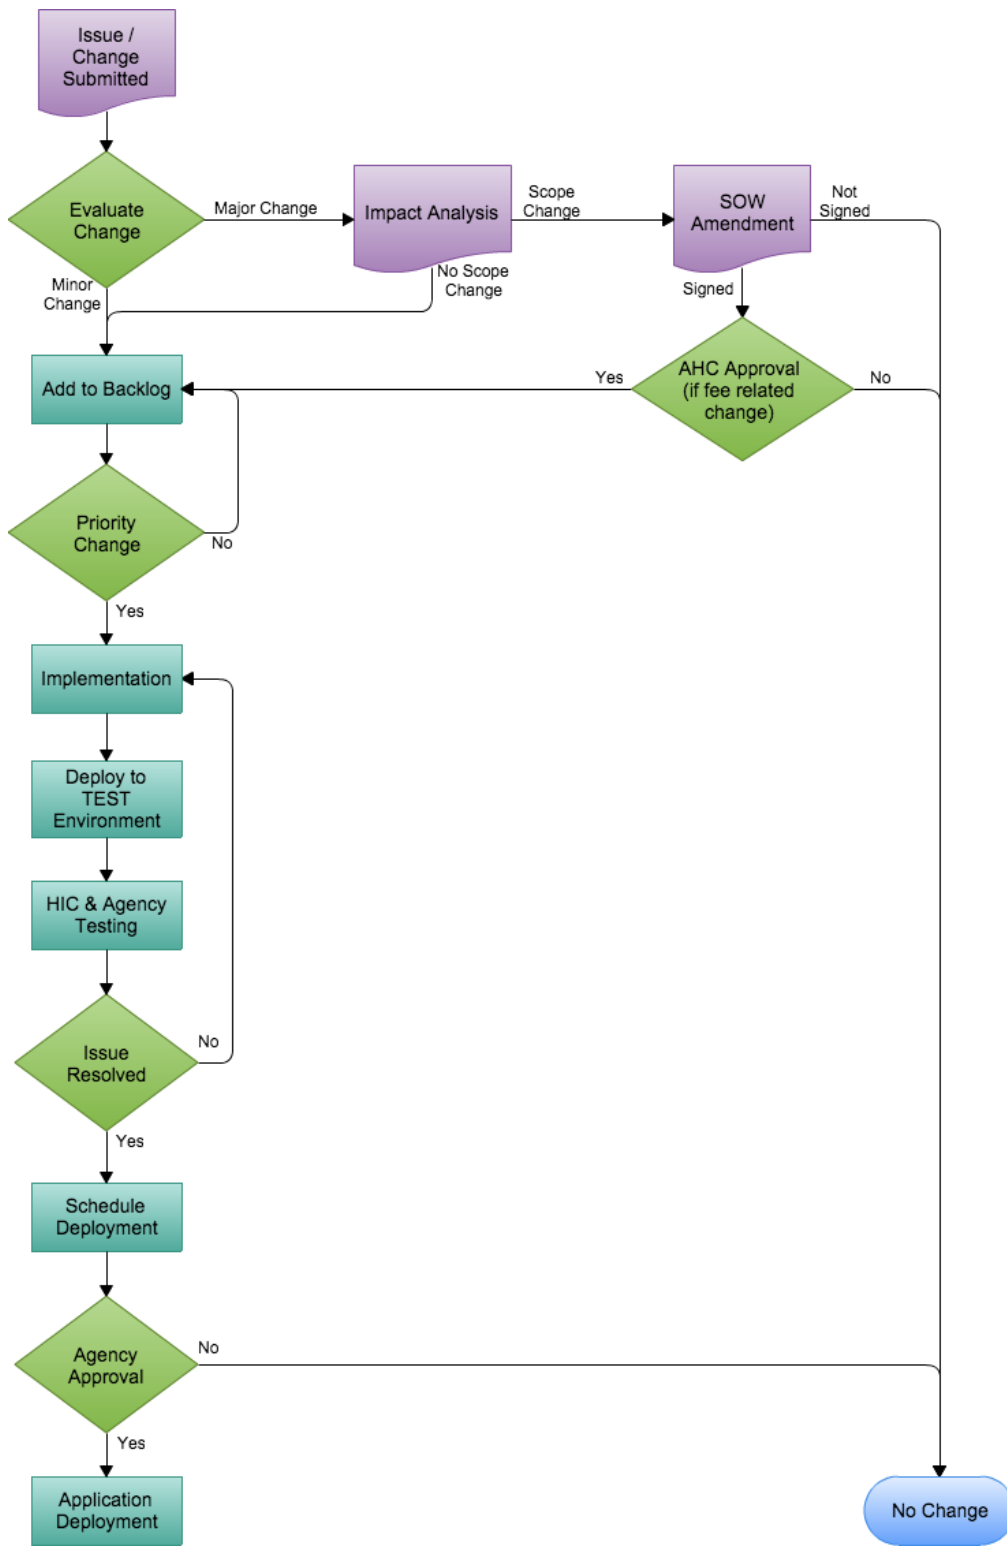 Issue /
Change
Submitted
Evaluate
Change
Major Change
Impact Analysis
Scope
Change
SOW
Amendment
Not
Signed
Minor
Change
No Scope
Change
Signed
Add to Backlog
Yes
AHC Approval
(if fee related
change)
No
Priority
Change
No
Yes
Implementation
Deploy to
TEST
Environment
HIC & Agency
Testing
Issue
Resolved
No
Yes
Schedule
Deployment
Agency
Approval
No
Yes
Application
Deployment
No Change